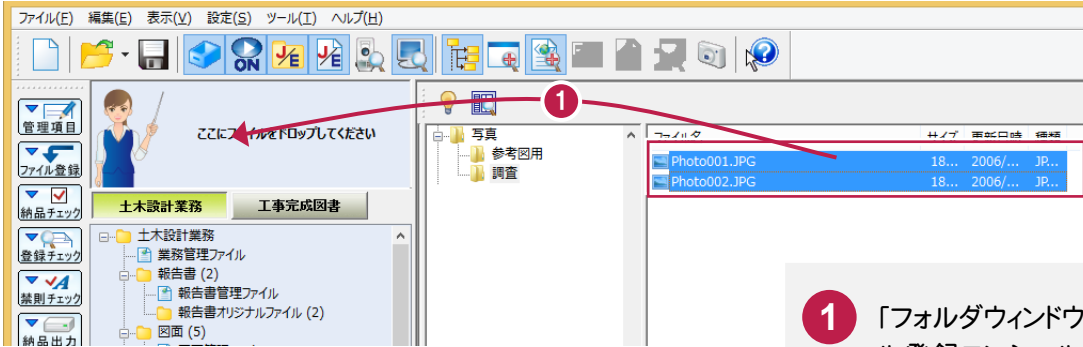 ファイル(F) 編集(E) 表示(V) 設定(S) ツール(T) ヘルプ(H)
ON J/E J/E
管理項目
ファイル登録
納品チェック
登録チェック
禁則チェック
納品出力
ここにファイルをドロップしてください
土木設計業務 工事完成図書
土木設計業務
業務管理ファイル
報告書 (2)
報告書管理ファイル
報告書オリジナルファイル (2)
図面 (5)
1
写真
参考図用
調査
ファイル名 サイズ 更新日時 種類
Photo001.JPG 18... 2006/... JP...
Photo002.JPG 18... 2006/... JP...
1 「フォルダウィンドウ